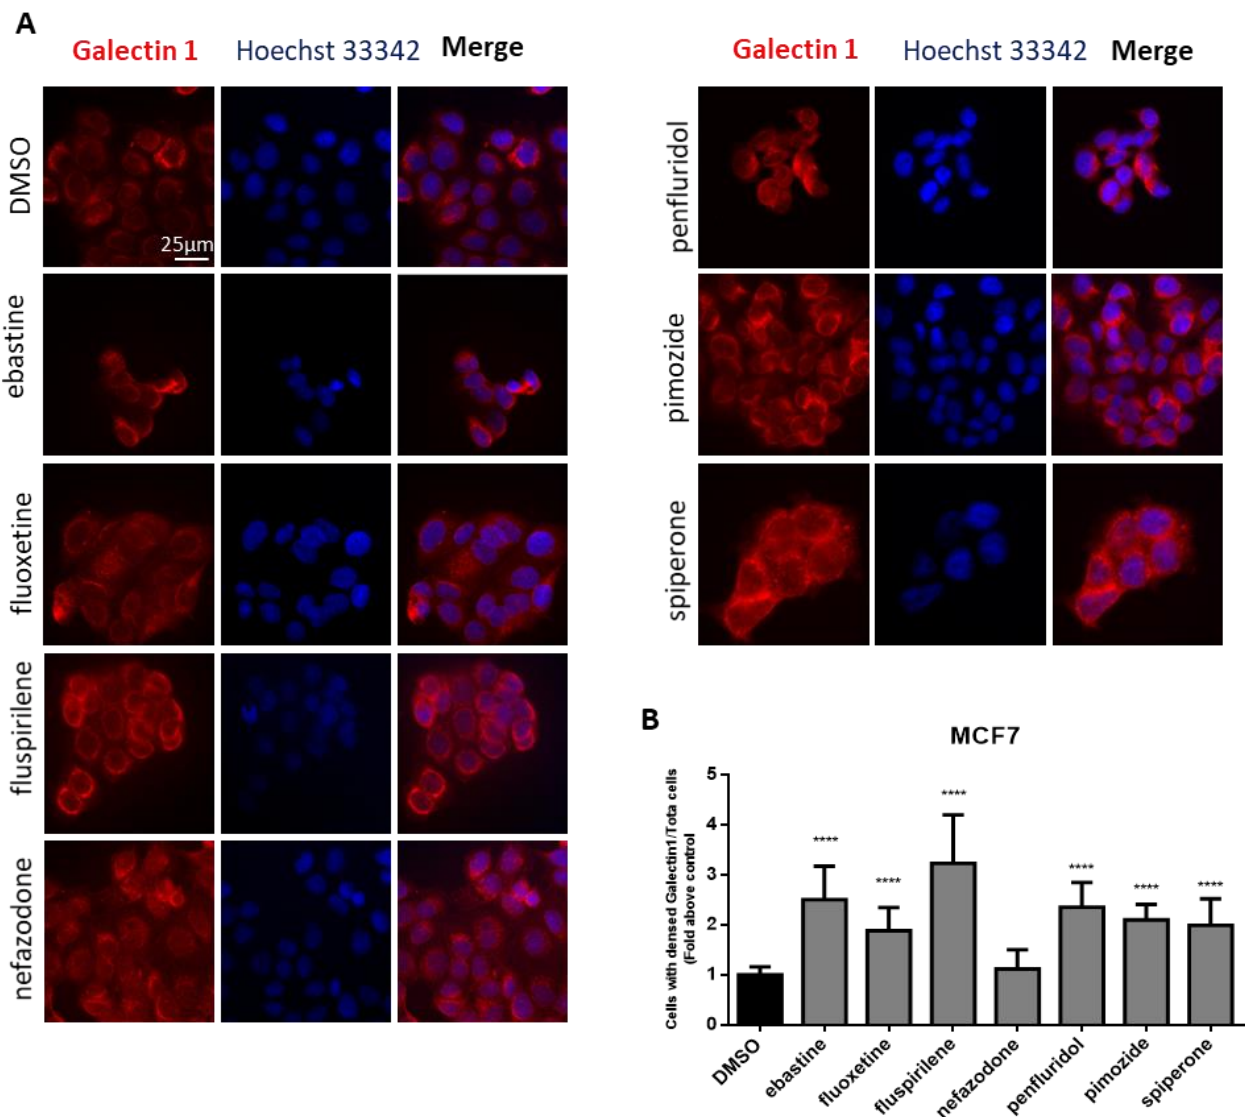 A
Galectin 1 Hoechst 33342 Merge
Galectin 1 Hoechst 33342 Merge
DMSO
25µm
ebastine
fluoxetine
fluspirilene
nefazodone
penfluridol
pimozide
spiperone
B
MCF7
Cells with densed Galectin1/Tota cells
(Fold above control
5
4
3
2
1
0
****
****
****
****
****
****
DMSO
ebastine
fluoxetine
fluspirilene
nefazodone
penfluridol
pimozide
spiperone